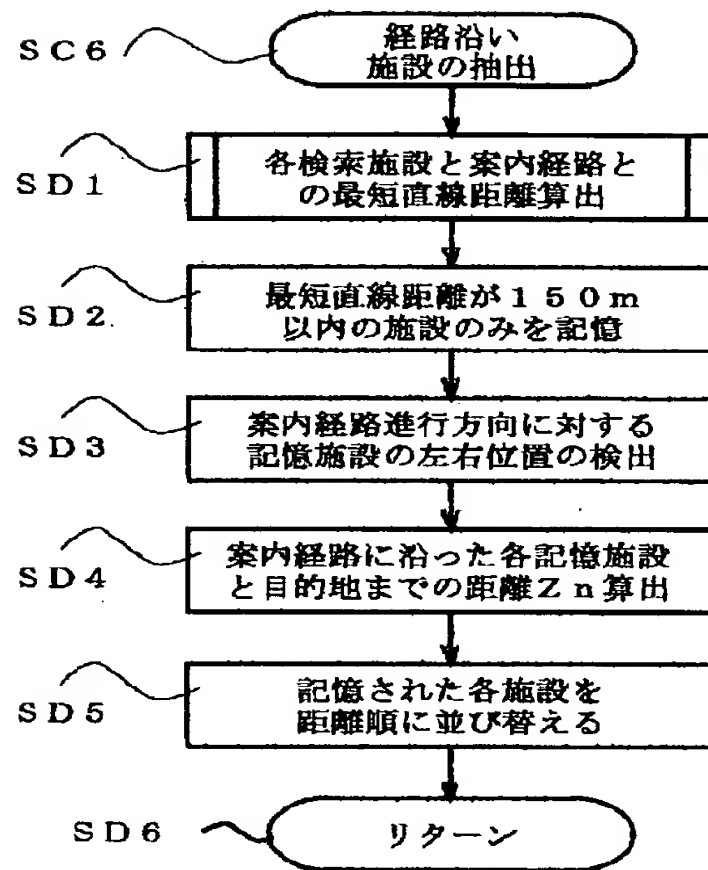 SC6
経路沿い
施設の抽出
SD1
各検索施設と案内経路と
の最短直線距離算出
SD2
最短直線距離が150m
以内の施設のみを記憶
SD3
案内経路進行方向に対する
記憶施設の左右位置の検出
SD4
案内経路に沿った各記憶施設
と目的地までの距離Zn算出
SD5
記憶された各施設を
距離順に並び替える
SD6
リターン